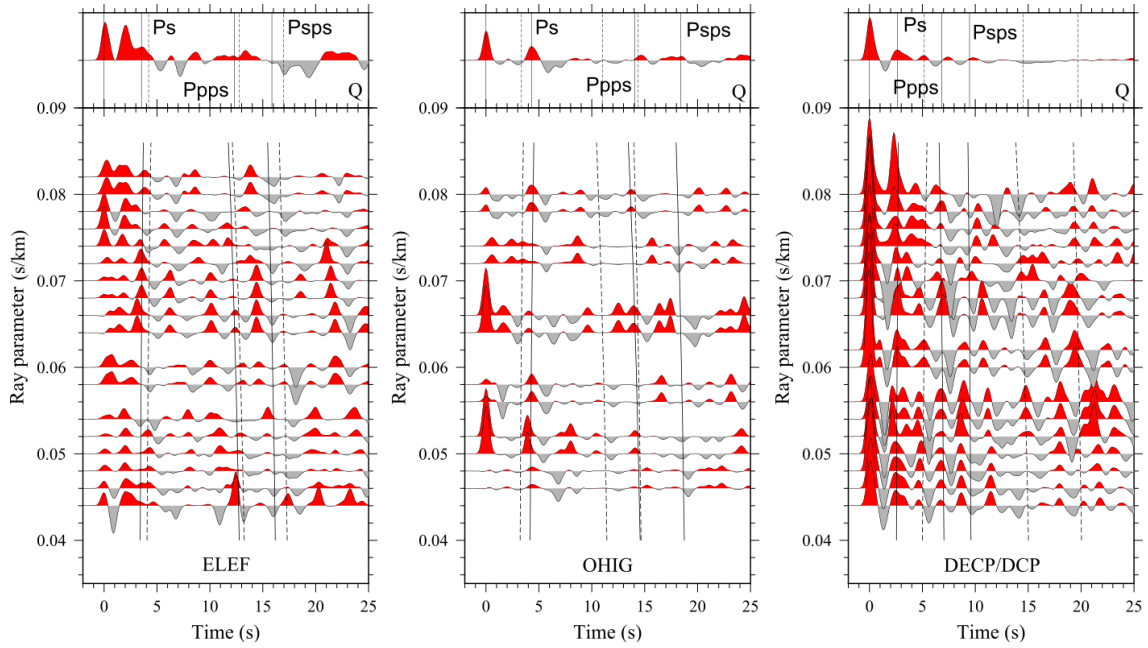 Ps
Psps
Ppps
Q
0.09
0.08
0.07
0.06
0.05
0.04
Ray parameter (s/km)
ELEF
0
5
10
15
20
25
Time (s)
Ps
Psps
Ppps
Q
0.09
0.08
0.07
0.06
0.05
0.04
Ray parameter (s/km)
OHIG
0
5
10
15
20
25
Time (s)
Ps
Psps
Ppps
Q
0.09
0.08
0.07
0.06
0.05
0.04
Ray parameter (s/km)
DECP/DCP
0
5
10
15
20
25
Time (s)